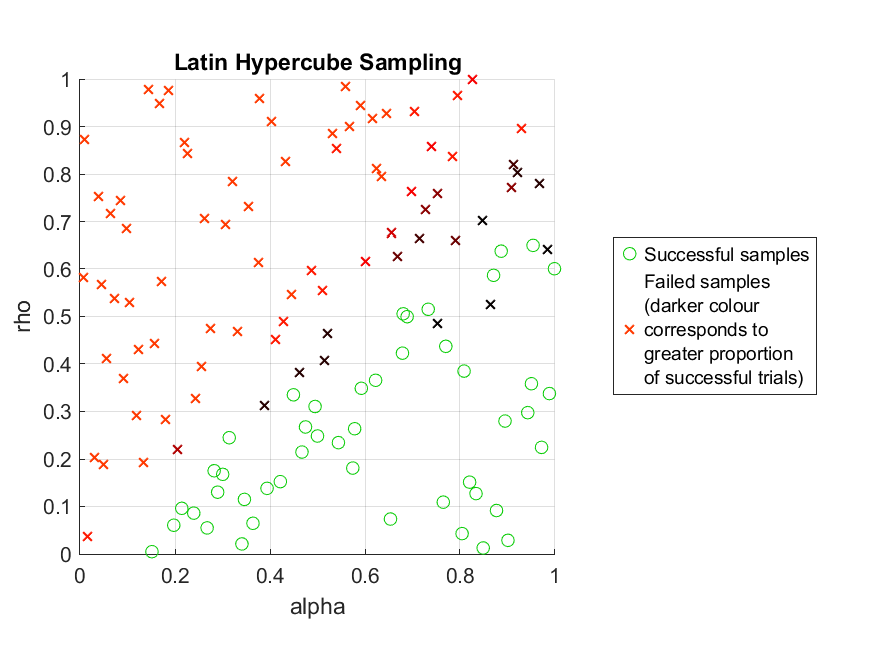 Latin Hypercube Sampling
1
0.9
0.8
0.7
0.6
0.5
0.4
0.3
0.2
0.1
0
rho
0 0.2 0.4 0.6 0.8 1
alpha
Successful samples
Failed samples
(darker colour
corresponds to
greater proportion
of successful trials)